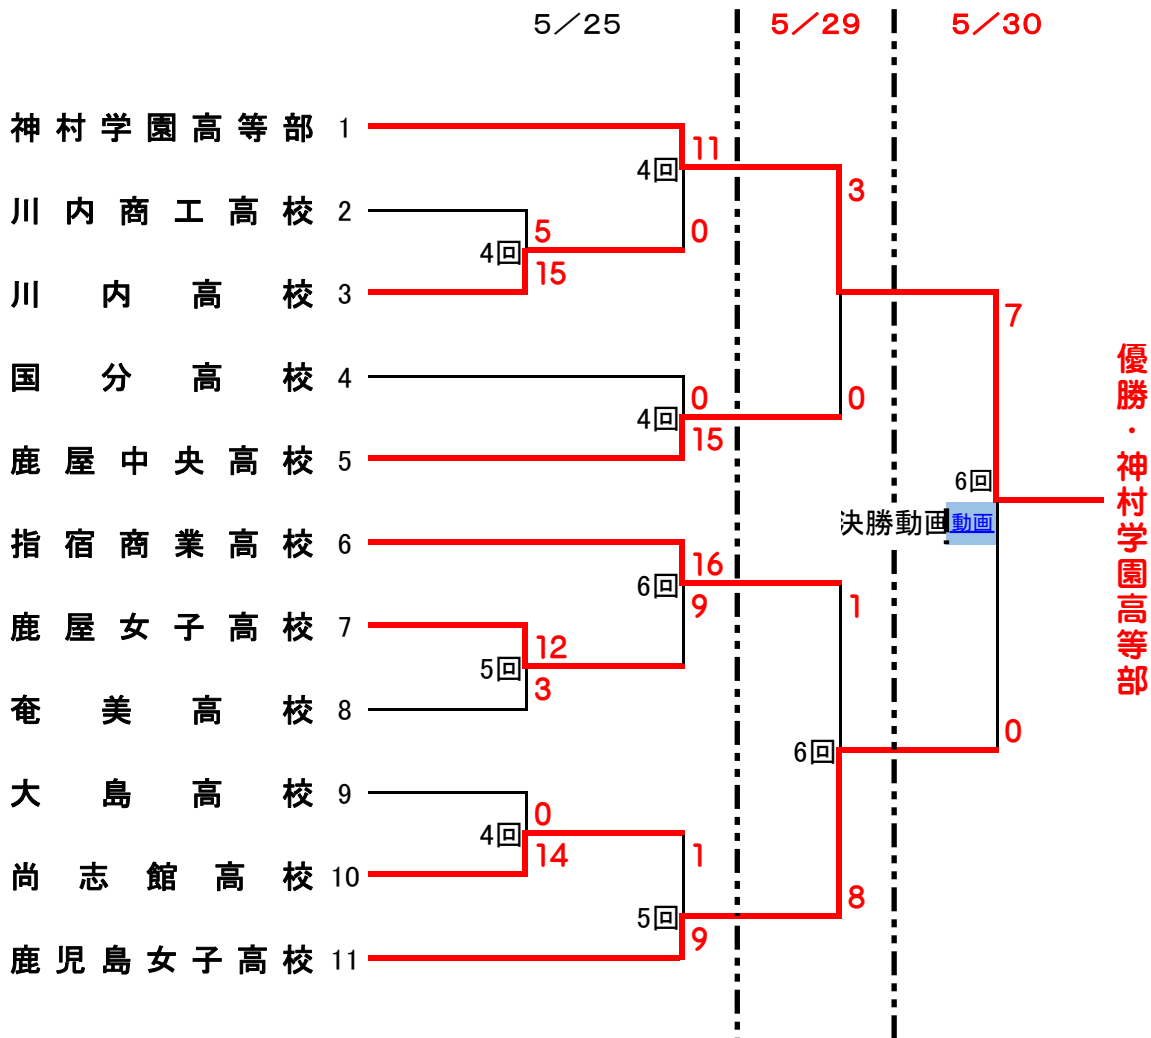 5／25 5／29 5／30
神村学園高等部 1
11
4回
3
川内商工高校 2
5
0
4回
15
川内高校 3
7
国分高校 4
0
0
4回
15
鹿屋中央高校 5
6回
決勝動画 動画
優勝・神村学園高等部
指宿商業高校 6
16
6回
9
1
鹿屋女子高校 7
12
5回
3
奄美高校 8
0
6回
大島高校 9
0
4回
14
1
尚志館高校 10
8
5回
9
鹿児島女子高校 11